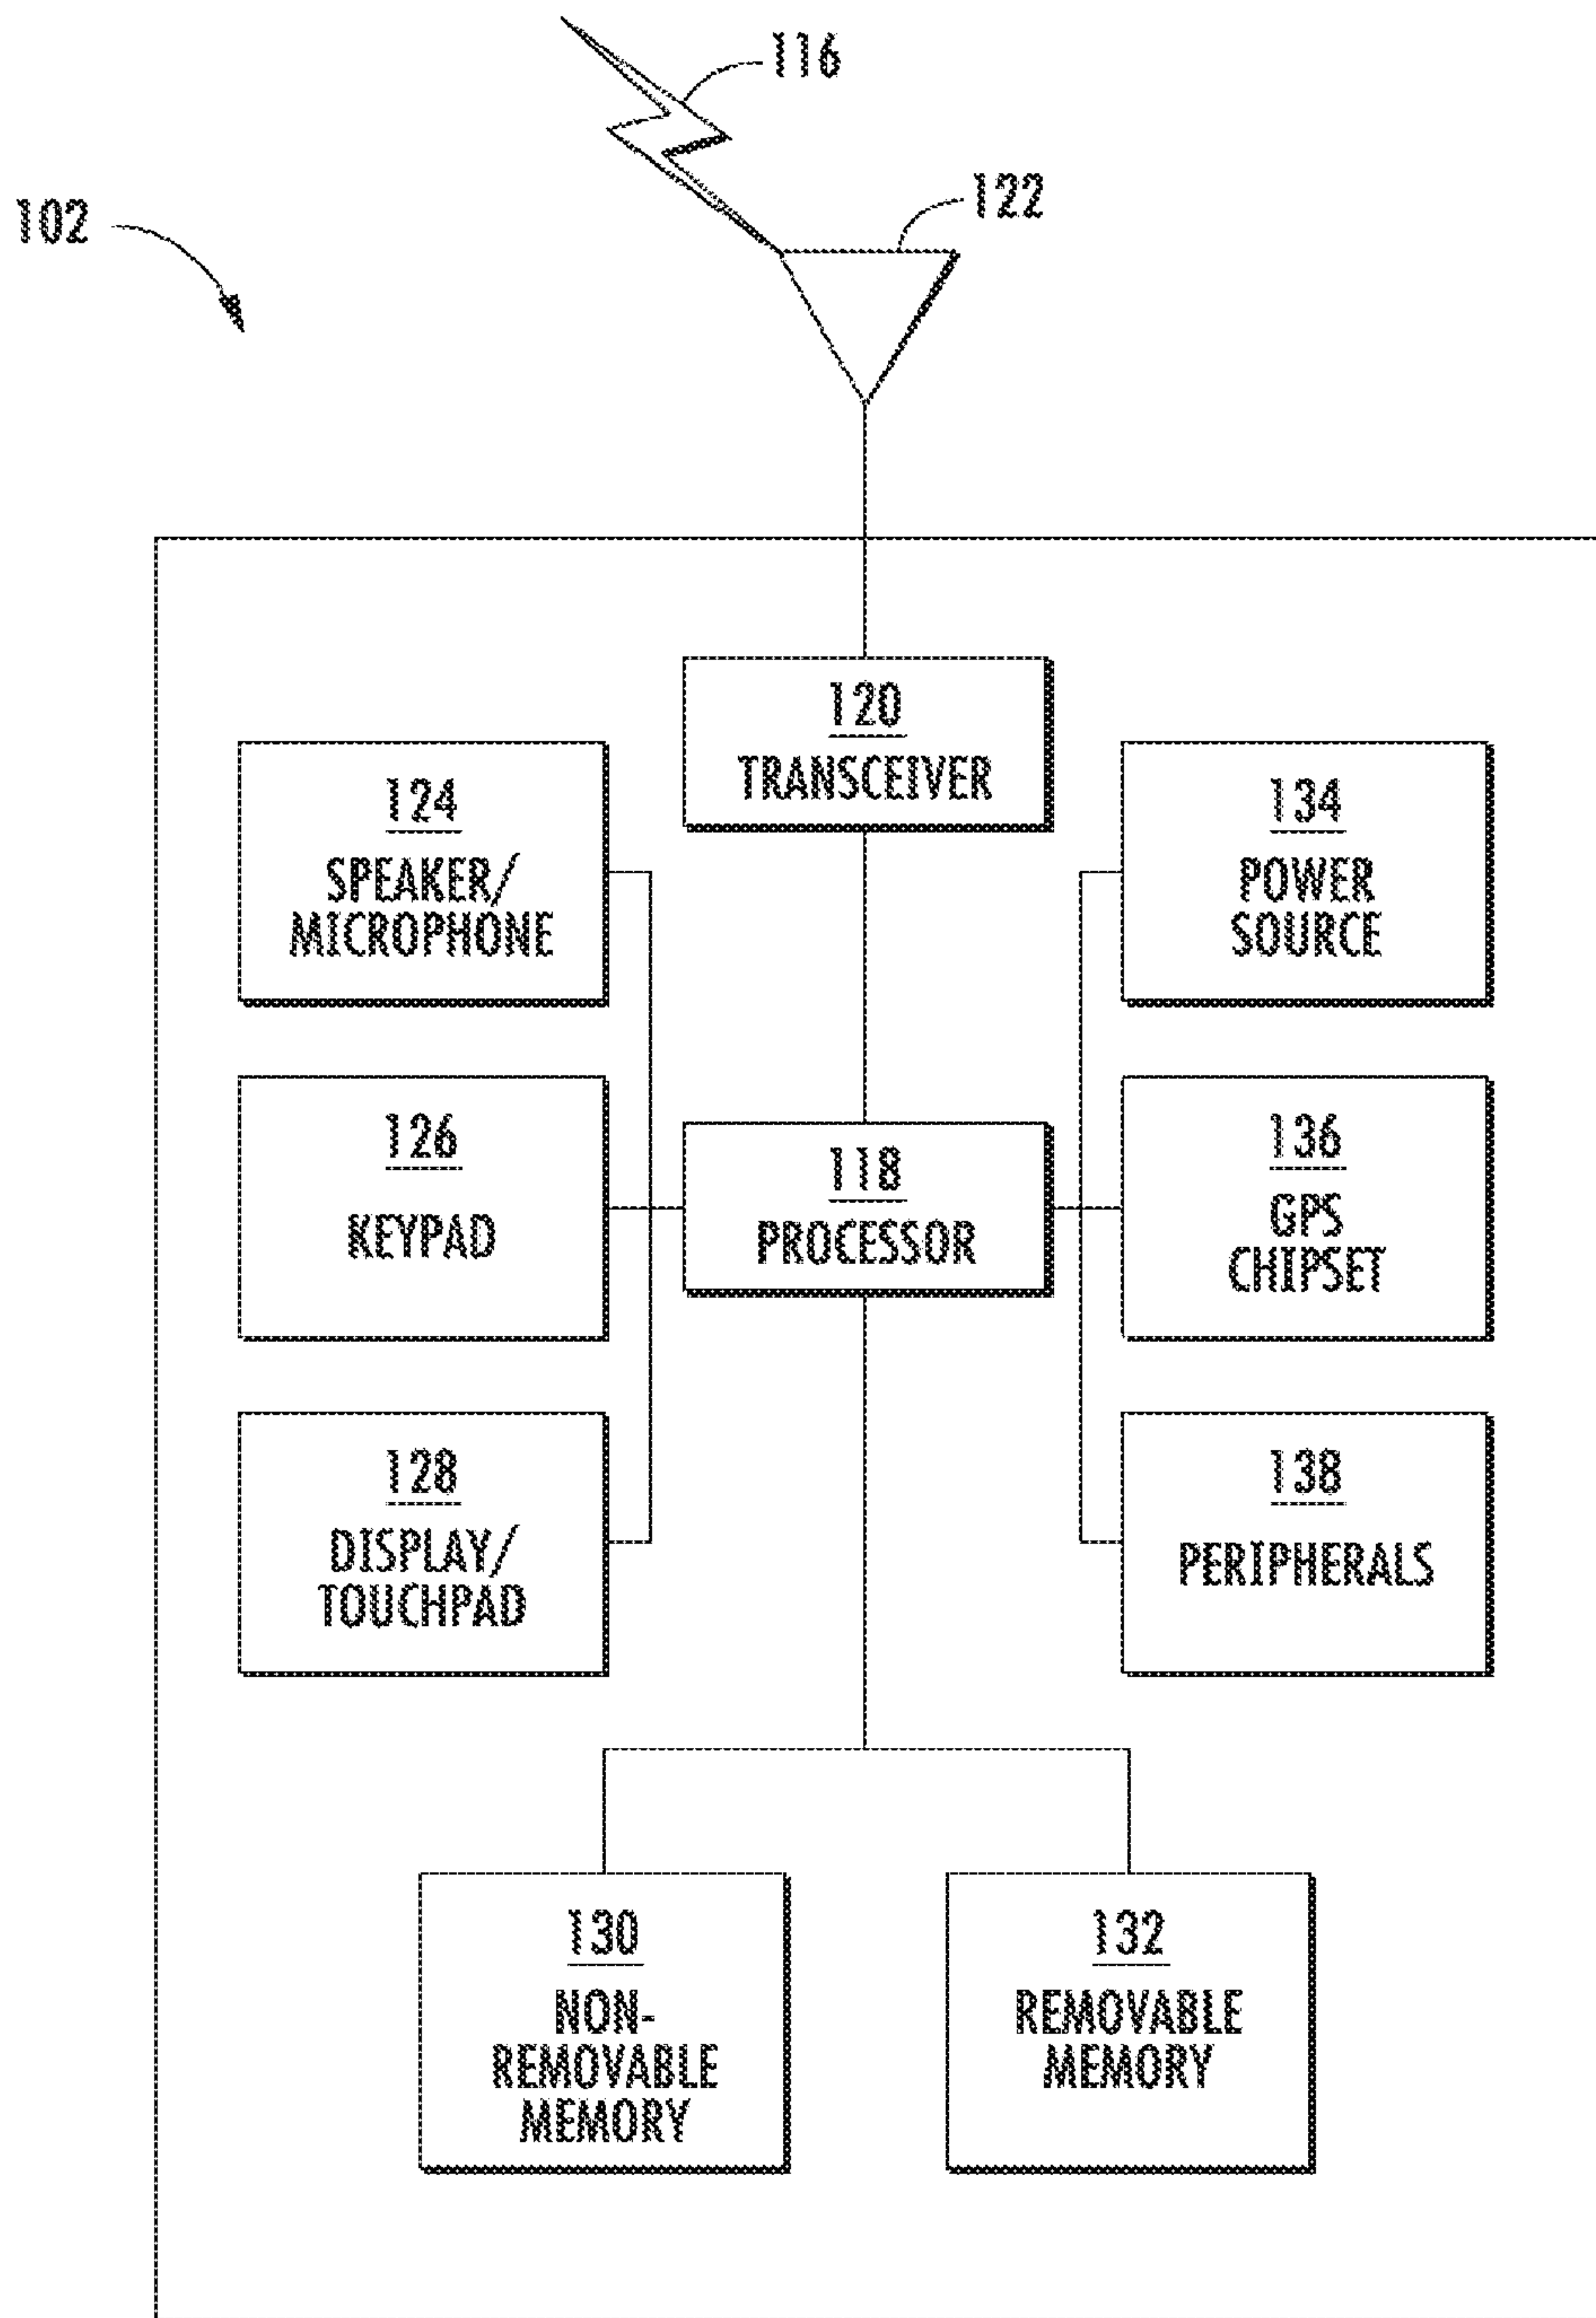 116
122
102
120
TRANSCEIVER
124
SPEAKER/
MICROPHONE
134
POWER
SOURCE
126
KEYPAD
118
PROCESSOR
136
GPS
CHIPSET
128
DISPLAY/
TOUCHPAD
138
PERIPHERALS
130
NON-
REMOVABLE
MEMORY
132
REMOVABLE
MEMORY